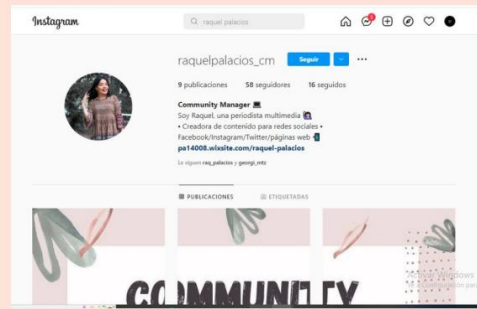 Instagram
raquel palacios
raquelpalacios_cm
Seguir
9 publicaciones 58 seguidores 16 seguidos
Community Manager
Soy Raquel, una periodista multimedia
• Creadora de contenido para redes sociales •
Facebook/Instagram/Twitter/páginas web
pa14008.wixsite.com/raquel-palacios
Le siguen raq_palacios y georgi_mtz
PUBLICACIONES ETIQUETADAS
COMMUNITY
Activar Windows